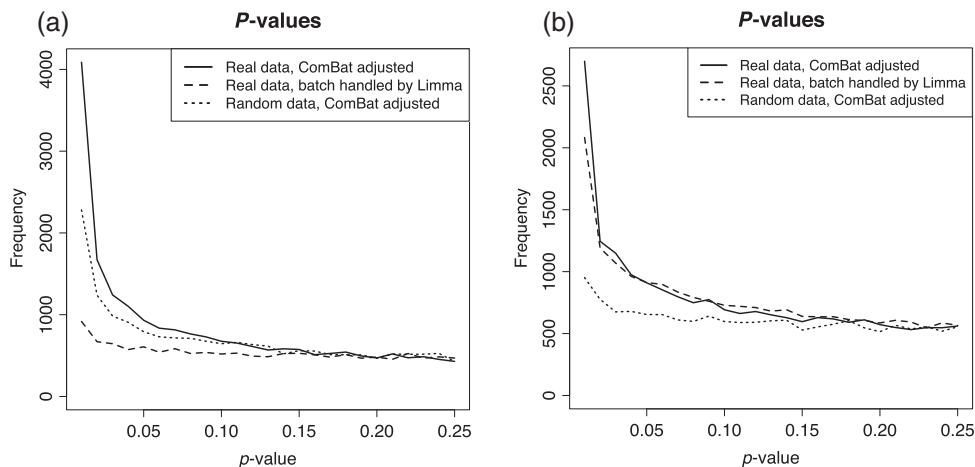 (a)
P-values
Real data, ComBat adjusted
Real data, batch handled by Limma
Random data, ComBat adjusted
Frequency
4000
3000
2000
1000
0
0.05 0.10 0.15 0.20 0.25
p-value
(b)
P-values
Real data, ComBat adjusted
Real data, batch handled by Limma
Random data, ComBat adjusted
Frequency
2500
2000
1500
1000
500
0
0.05 0.10 0.15 0.20 0.25
p-value